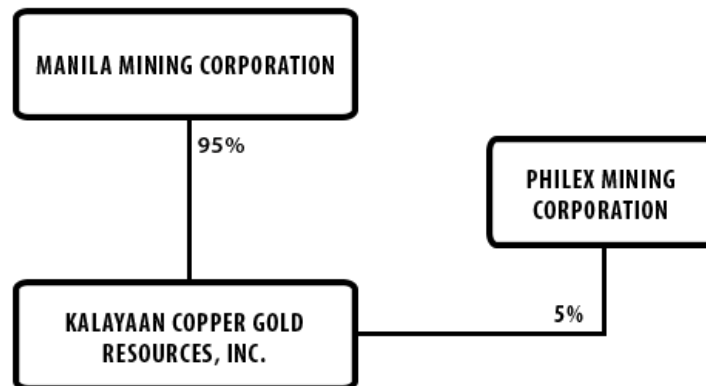 MANILA MINING CORPORATION
95%
PHILEX MINING
CORPORATION
KALAYAAN COPPER GOLD
RESOURCES, INC.
5%